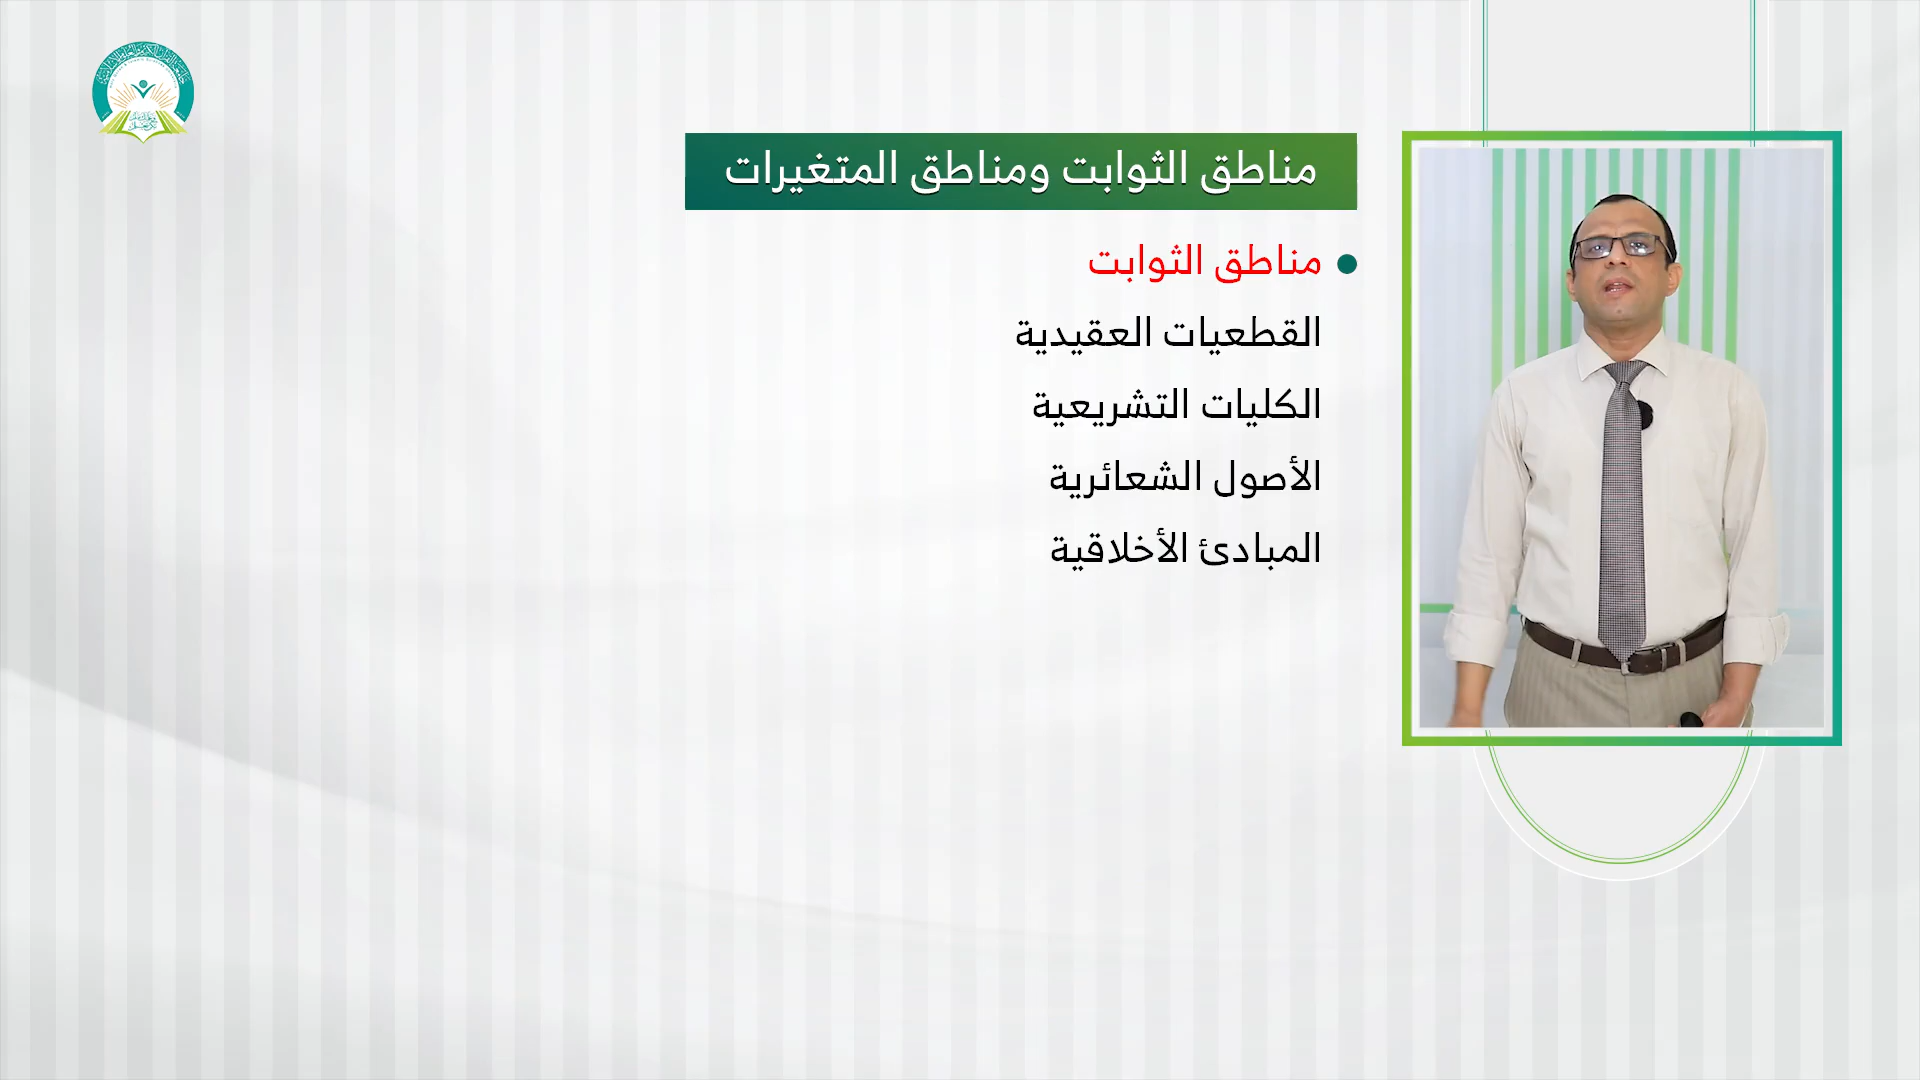 مناطق الثوابت ومناطق المتغيرات
مناطق الثوابت
القطعيات العقيدية
الكليات التشريعية
الأصول الشعائرية
المبادئ الأخلاقية